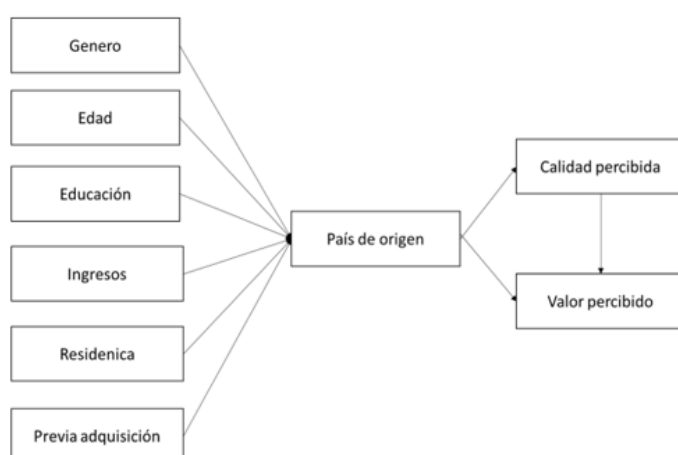 Genero
Edad
Educación
Ingresos
Residenica
Previa adquisición
País de origen
Calidad percibida
Valor percibido